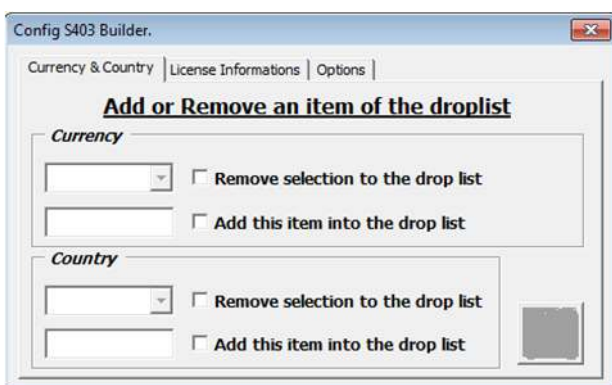 Config S403 Builder.
Currency & Country License Informations Options
Add or Remove an item of the droplist
Currency
Remove selection to the drop list
Add this item into the drop list
Country
Remove selection to the drop list
Add this item into the drop list